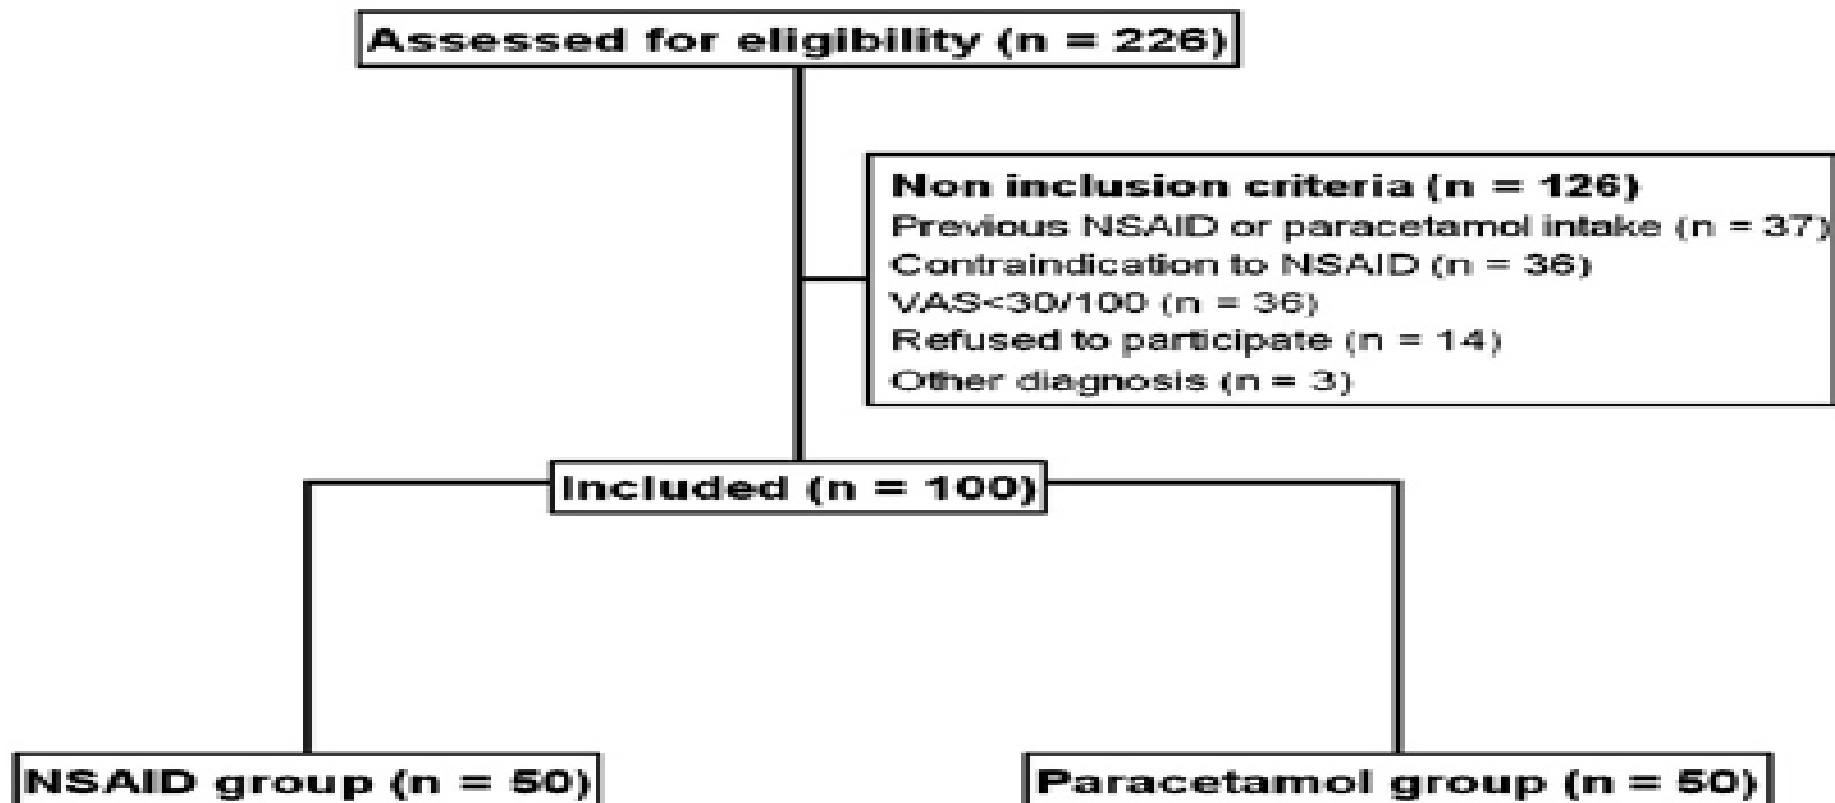 Assessed for eligibility (n = 226)
Non inclusion criteria (n = 126)
Previous NSAID or paracetamol intake (n = 37)
Contraindication to NSAID (n = 36)
VAS<30/100 (n = 36)
Refused to participate (n = 14)
Other diagnosis (n = 3)
Included (n = 100)
NSAID group (n = 50)
Paracetamol group (n = 50)